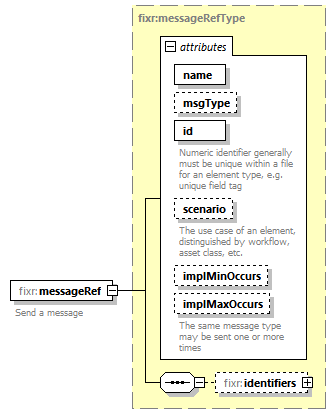 fixr:messageRefType
attributes
name
msgType
id
Numeric identifier generally
must be unique within a file
for an element type, e.g.
unique field tag
scenario
The use case of an element,
distinguished by workflow,
asset class, etc.
implMinOccurs
implMaxOccurs
The same message type
may be sent one or more
times
fixr:messageRef
Send a message
fixr:identifiers